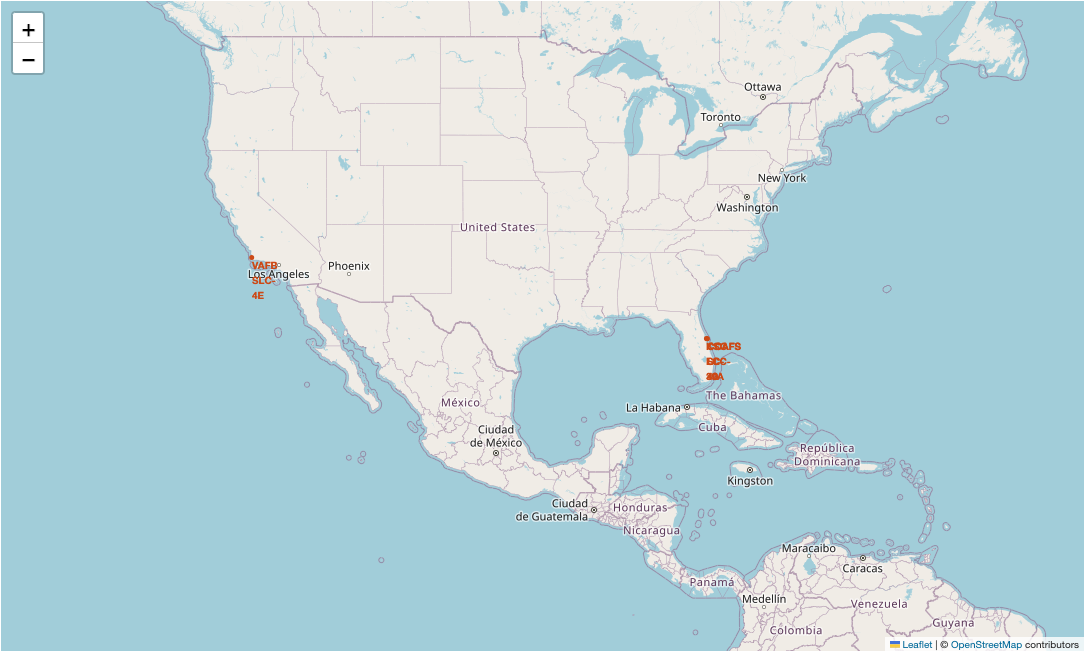 +
−
Ottawa
Toronto
New York
Washington
United States
VAFB
SLC-
4E
Los Angeles
Phoenix
The Bahamas
México
La Habana
Cuba
Ciudad
de México
República
Dominicana
Kingston
Ciudad
de Guatemala
Honduras
Nicaragua
Maracaibo
Caracas
Panamá
Medellín
Venezuela
Colombia
Guyana
Leaflet | © OpenStreetMap contributors